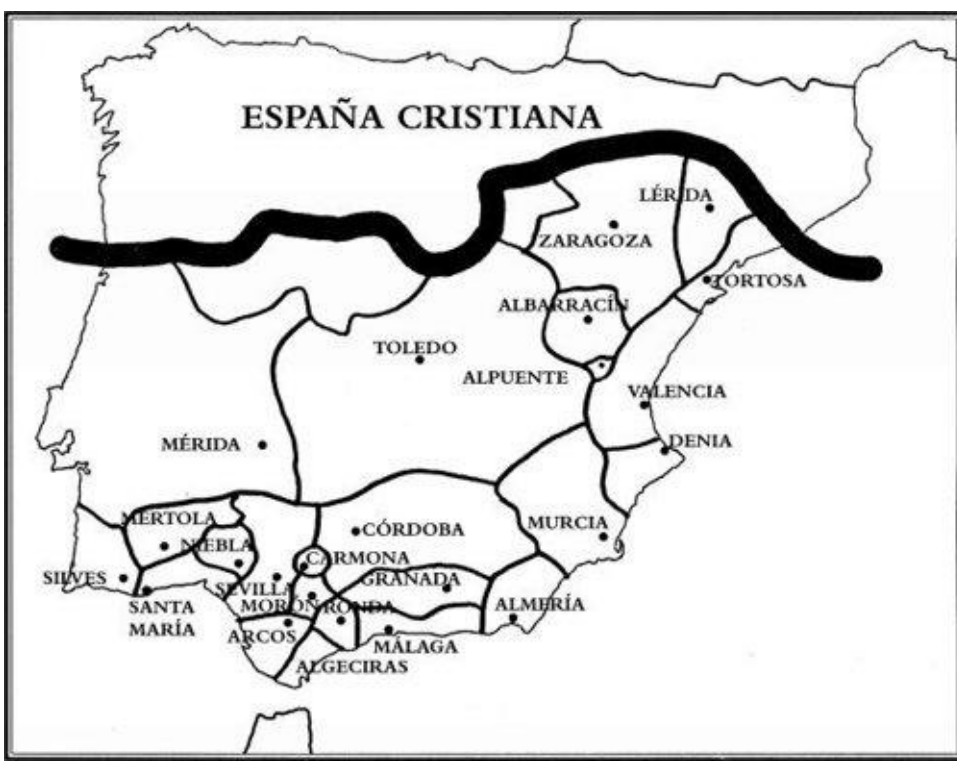 ESPAÑA CRISTIANA
LÉRIDA
ZARAGOZA
TORTOSA
ALBARRACÍN
TOLEDO
ALPUENTE
VALENCIA
MÉRIDA
DENIA
MERTOLA
CÓRDOBA
MURCIA
NIEBLA
CARMONA
SILVES
SEVILLA
GRANADA
SANTA
MARÍA
MORÓN
RONDA
ALMERÍA
ARCOS
MÁLAGA
ALGECIRAS